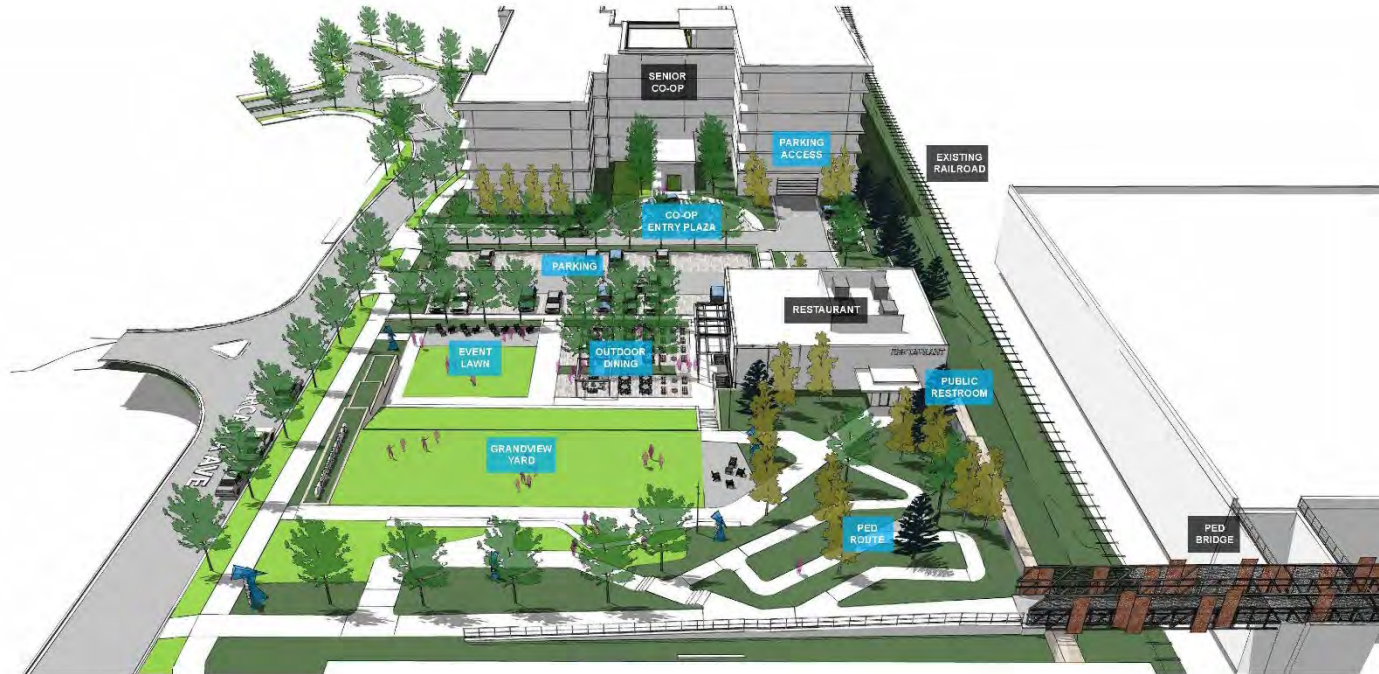 SENIOR
CO-OP
PARKING
ACCESS
EXISTING
RAILROAD
CO-OP
ENTRY PLAZA
PARKING
RESTAURANT
RESTAURANT
EVENT
LAWN
OUTDOOR
DINING
PUBLIC
RESTROOM
GRANDVIEW
YARD
PED
ROUTE
PED
BRIDGE